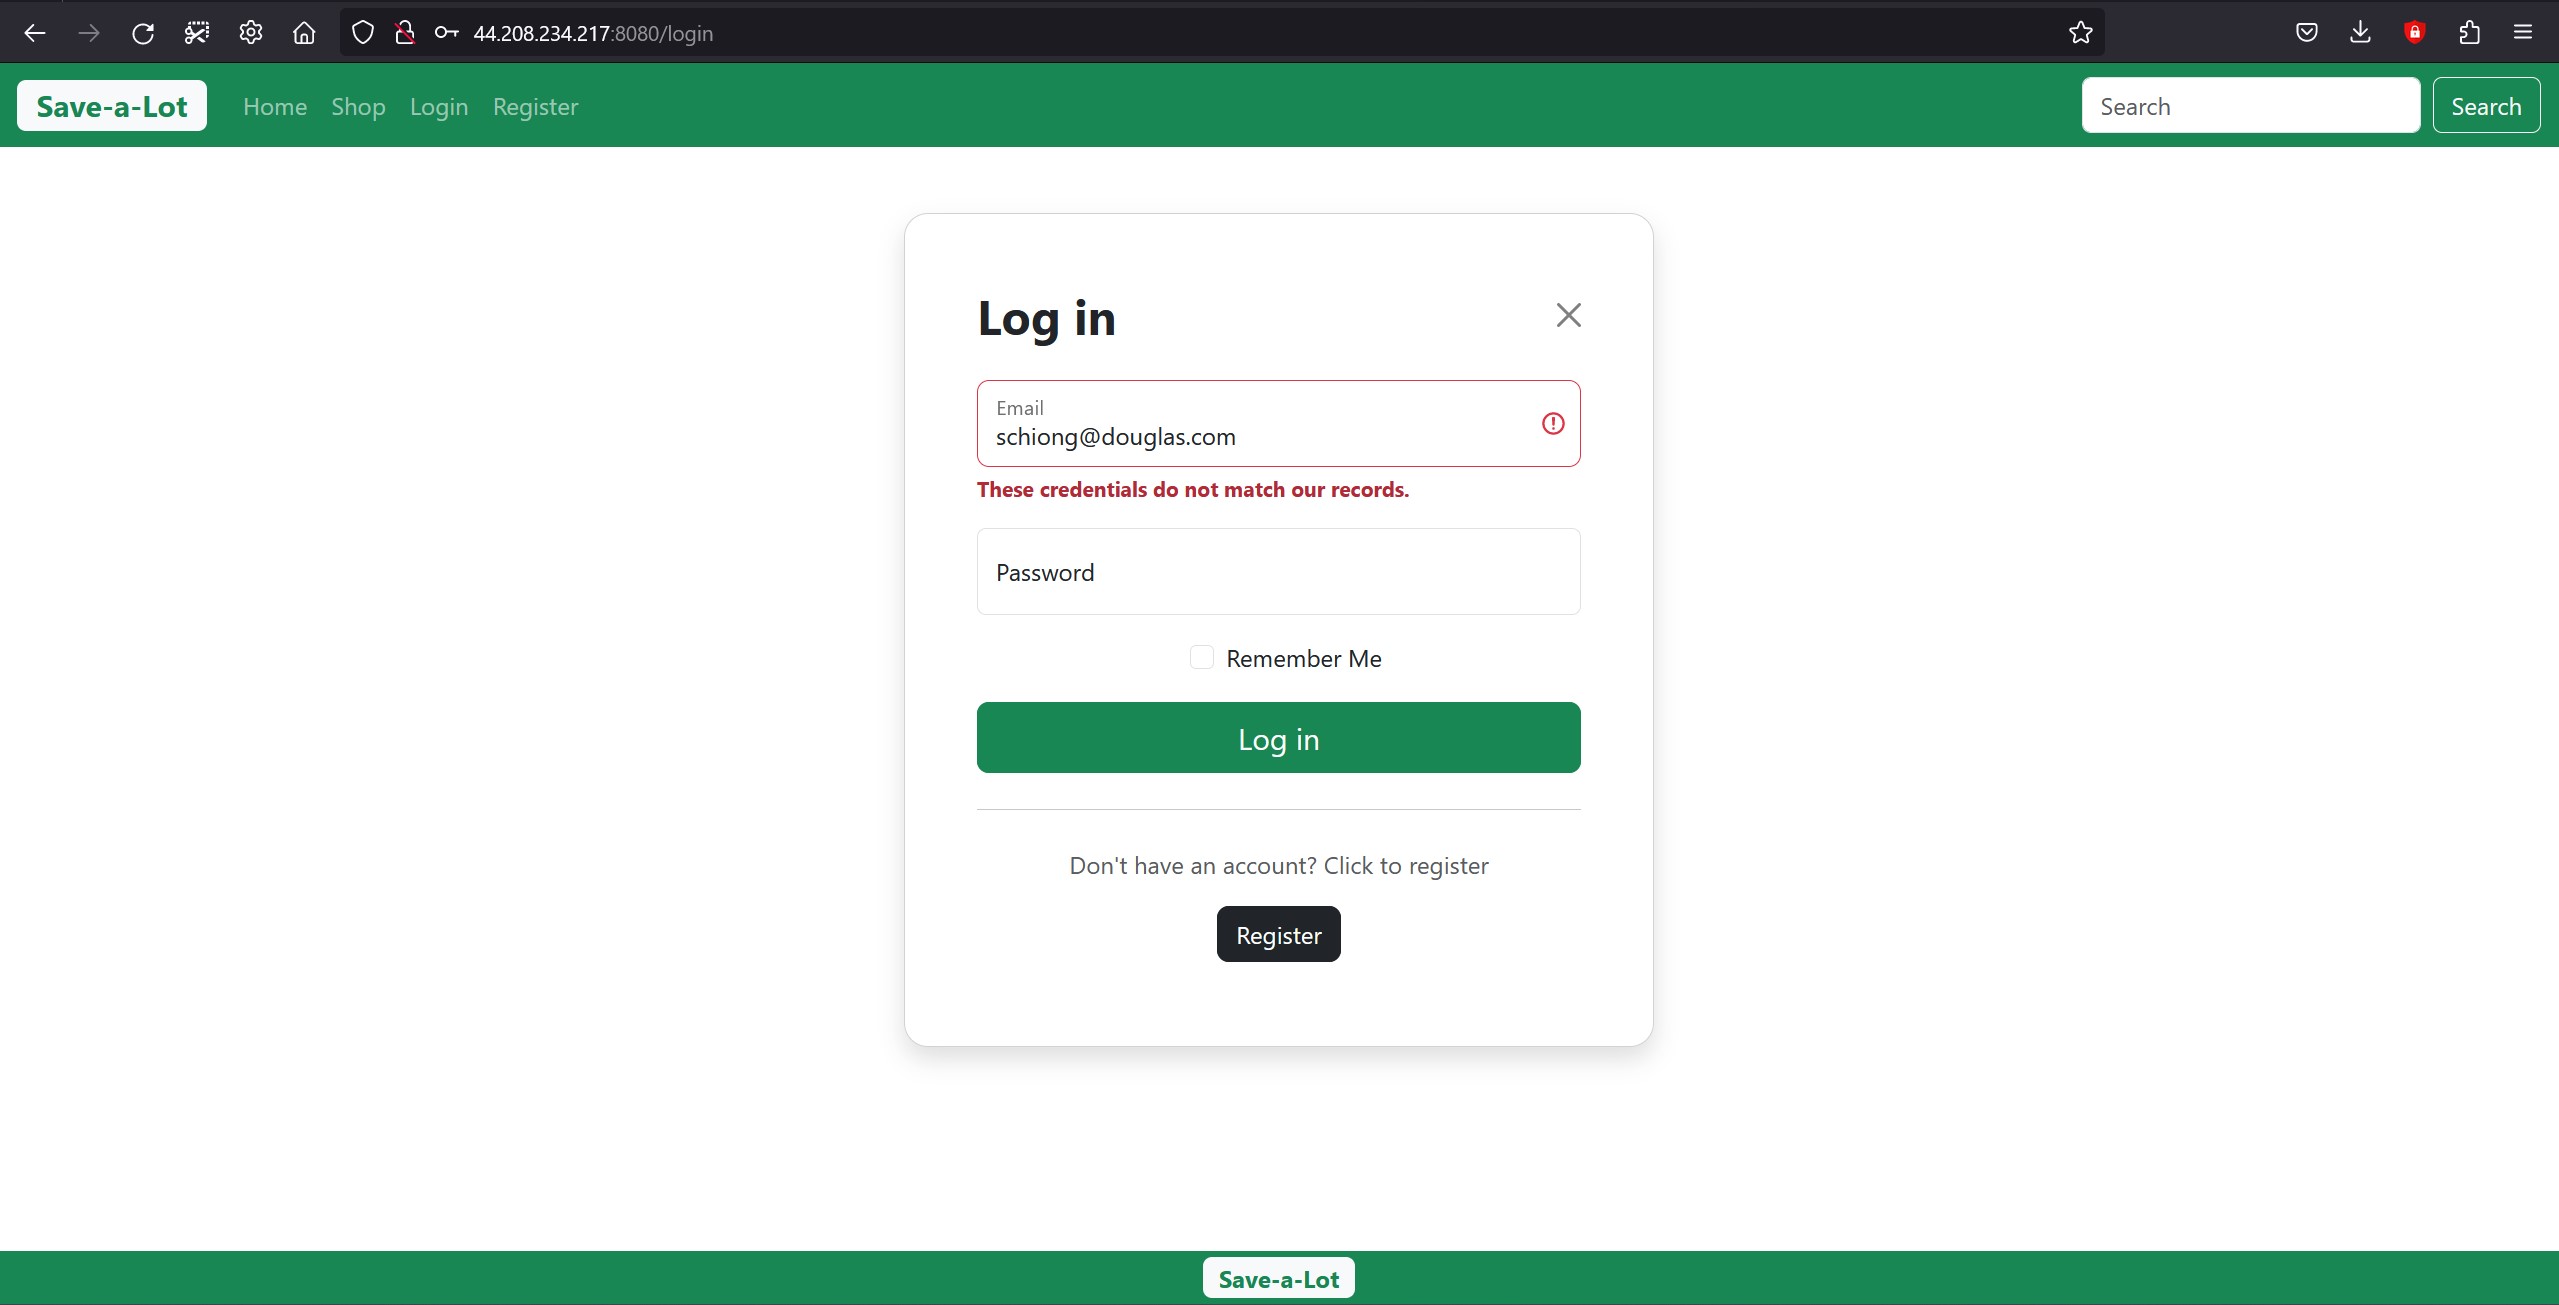 44.208.234.217:8080/login
Save-a-Lot Home Shop Login Register Search Search
Log in
Email
schiong@douglas.com
These credentials do not match our records.
Password
Remember Me
Log in
Don't have an account? Click to register
Register
Save-a-Lot